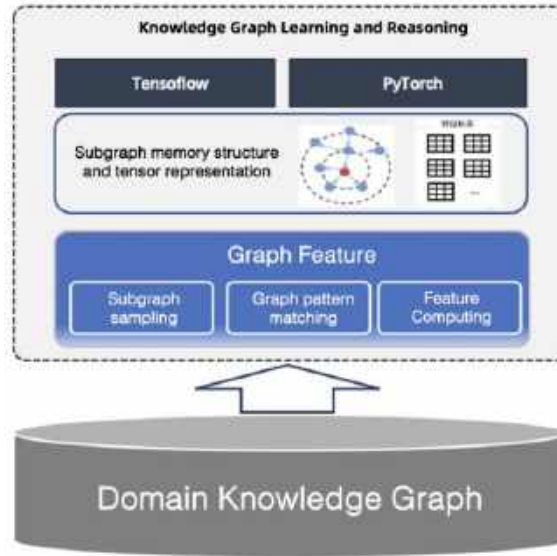 Knowledge Graph Learning and Reasoning
Tensoflow
PyTorch
Subgraph memory structure
and tensor representation
...
Graph Feature
Subgraph
sampling
Graph pattern
matching
Feature
Computing
Domain Knowledge Graph